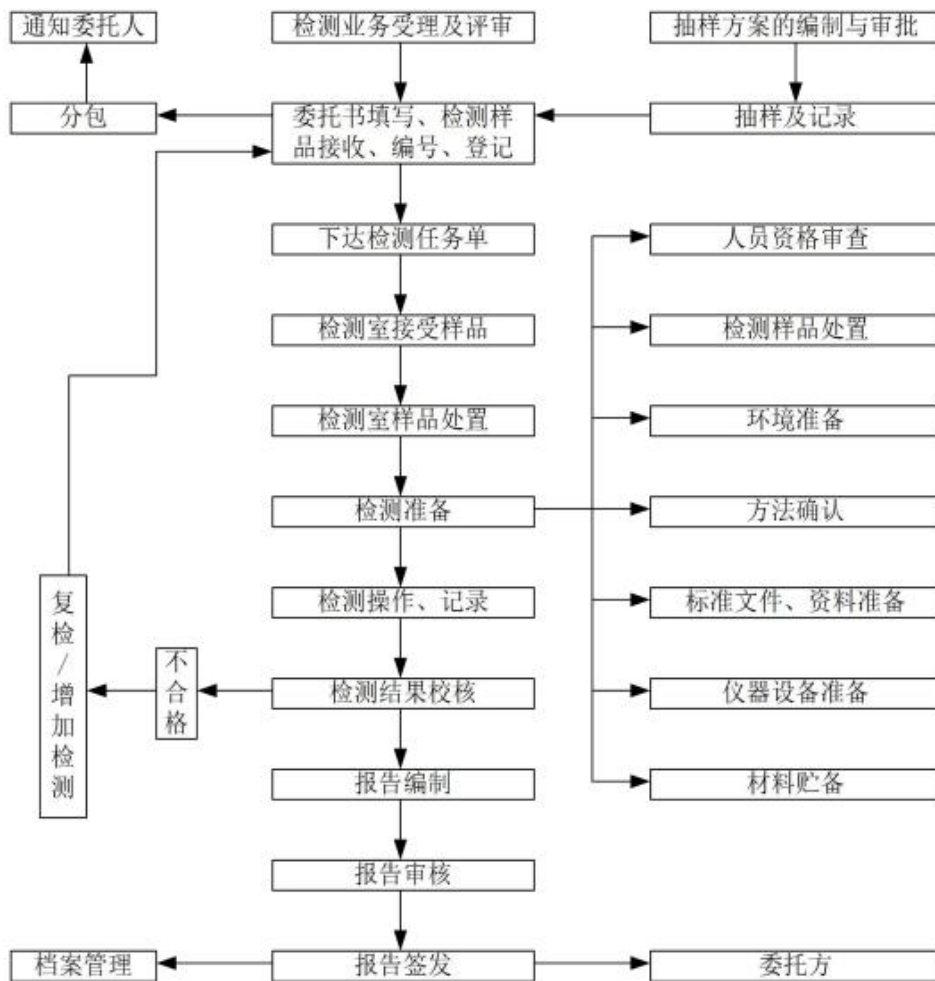 通知委托人
检测业务受理及评审
抽样方案的编制与审批
分包
委托书填写、检测样
品接收、编号、登记
抽样及记录
下达检测任务单
人员资格审查
检测室接受样品
检测样品处置
检测室样品处置
环境准备
检测准备
方法确认
检测操作、记录
标准文件、资料准备
复检/增加检测
不合格
检测结果校核
仪器设备准备
报告编制
材料贮备
报告审核
档案管理
报告签发
委托方